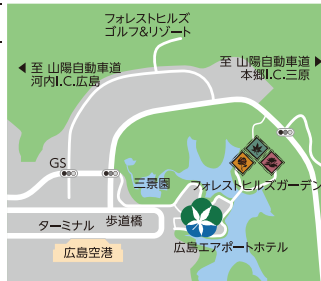 フォレストヒルズ
ゴルフ&リゾート
至 山陽自動車道
河内I.C.広島
至 山陽自動車道
本郷I.C.三原
GS
三景園
フォレストヒルズガーデン
ターミナル
歩道橋
広島空港
広島エアポートホテル